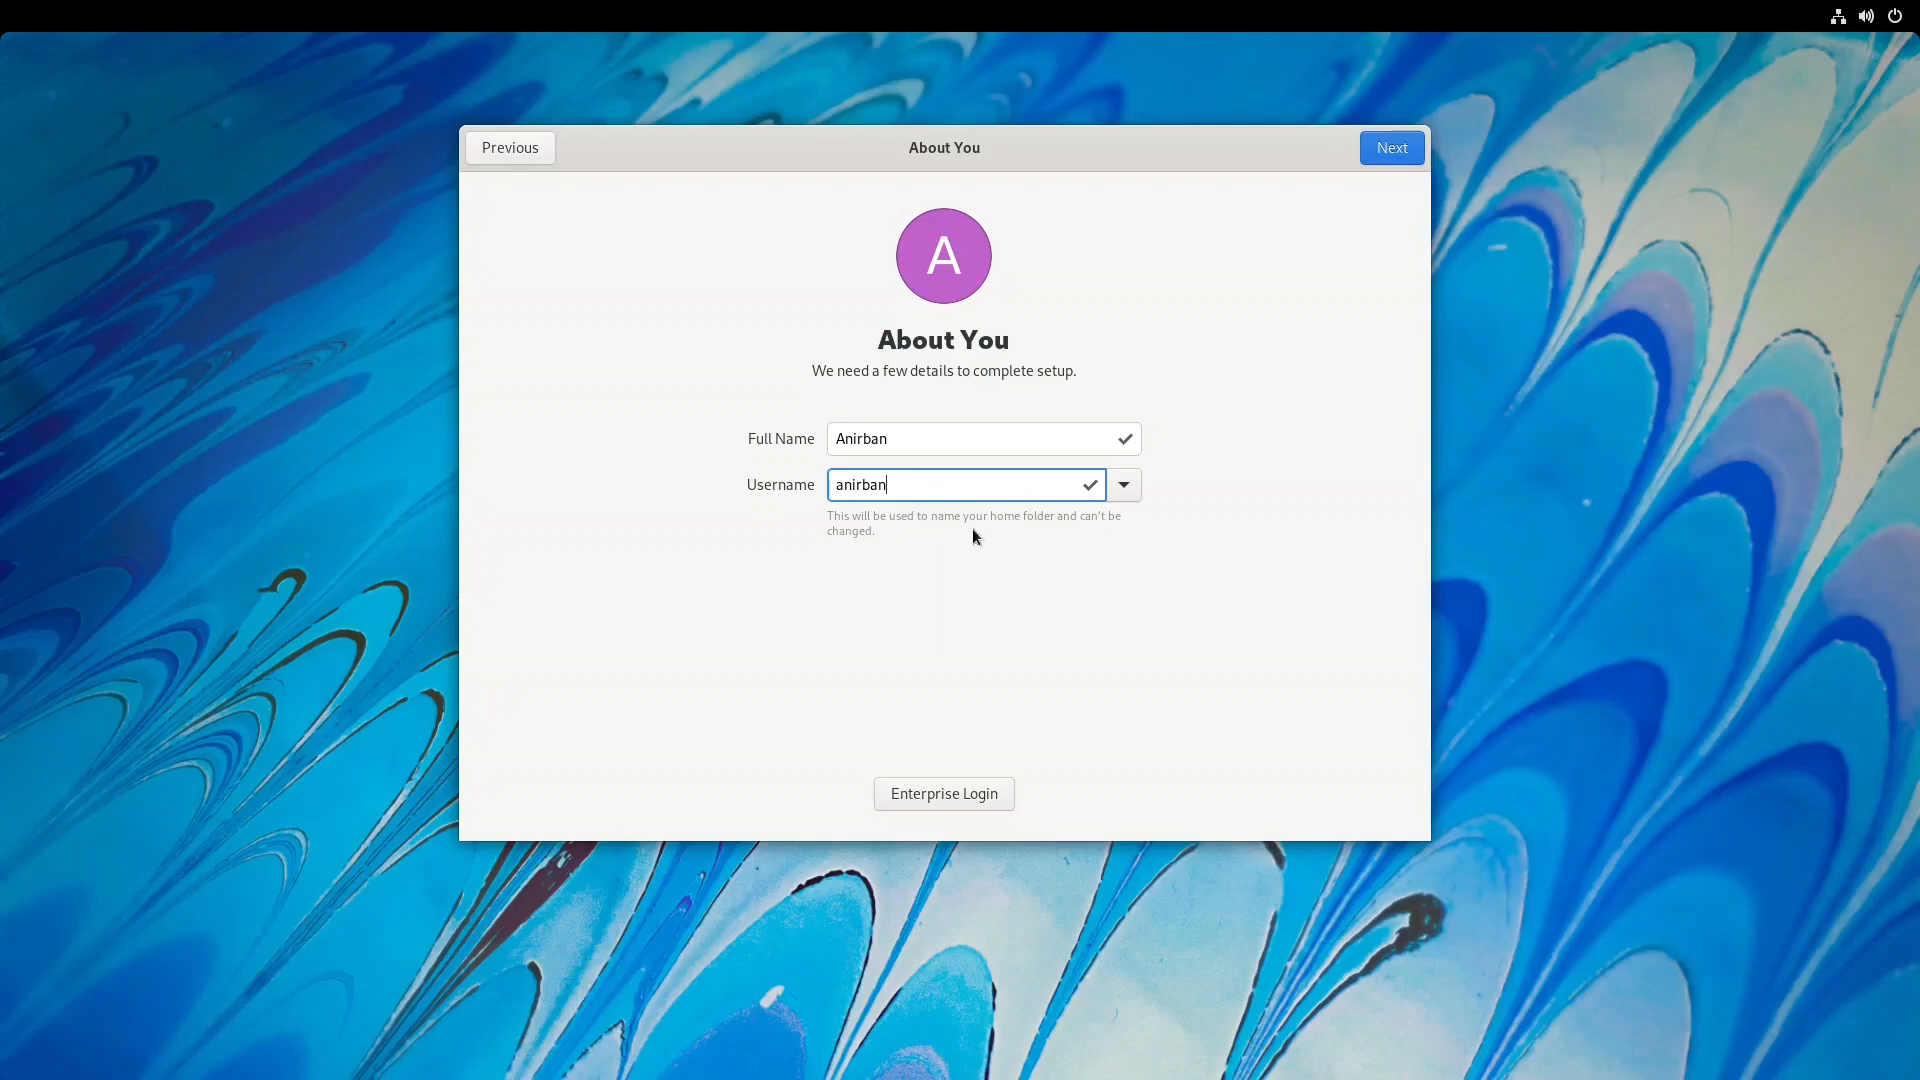 Previous
About You
Next
A
About You
We need a few details to complete setup.
Full Name Anirban
Username anirban
This will be used to name your home folder and can't be
changed.
Enterprise Login